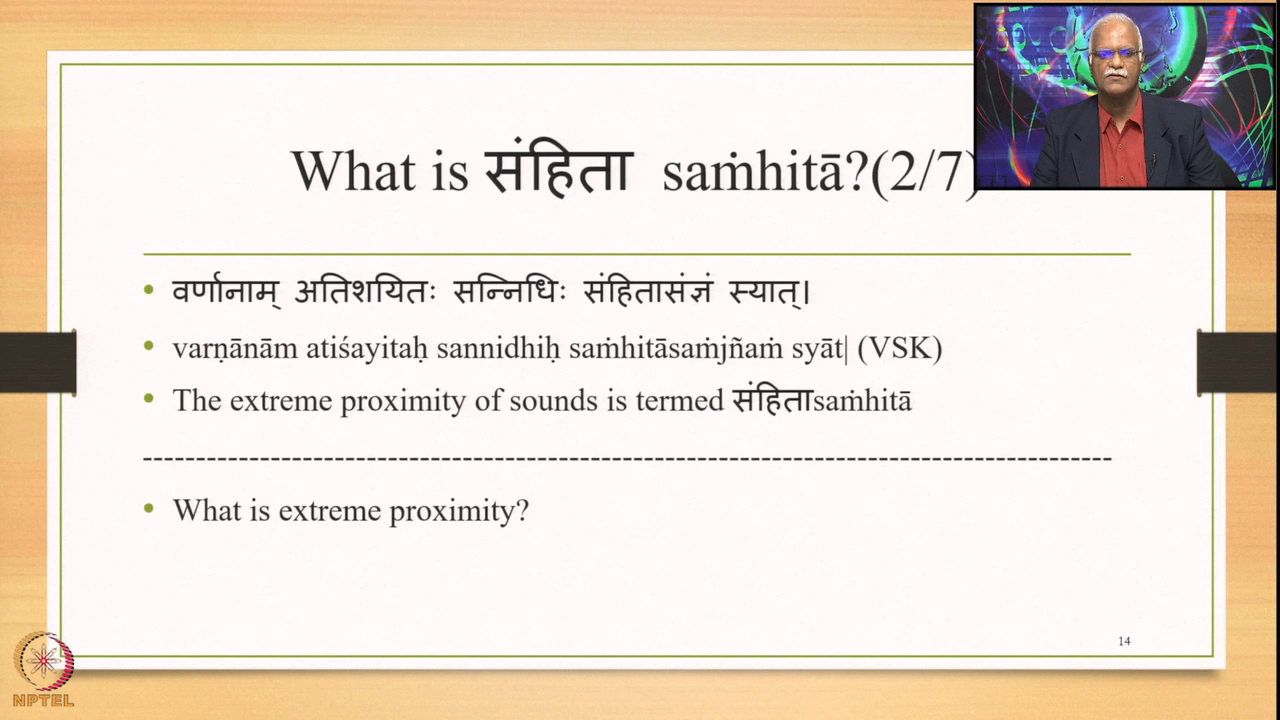 What is संहिता saṁhitā?(2/7)
• वर्णानाम् अतिशयितः सन्निधिः संहितासंज्ञं स्यात्।
• varṇānām atiśayitaḥ sannidhiḥ saṁhitāsaṁjñaṁ syāt| (VSK)
• The extreme proximity of sounds is termed संहिताsaṁhitā
--------------------------------------------------------------------------------------------
• What is extreme proximity?
14
NPTEL